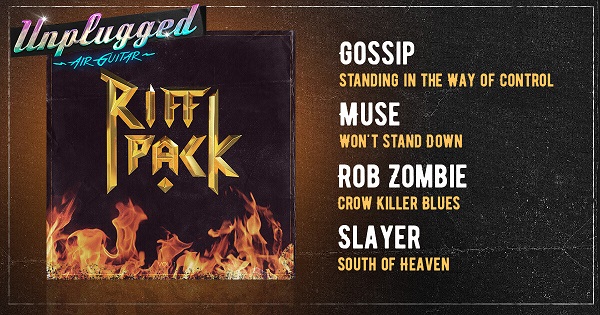 Unplugged
AIR GUITAR
RIFF
PACK
GOSSIP
STANDING IN THE WAY OF CONTROL
MUSE
WON'T STAND DOWN
ROB ZOMBIE
CROW KILLER BLUES
SLAYER
SOUTH OF HEAVEN